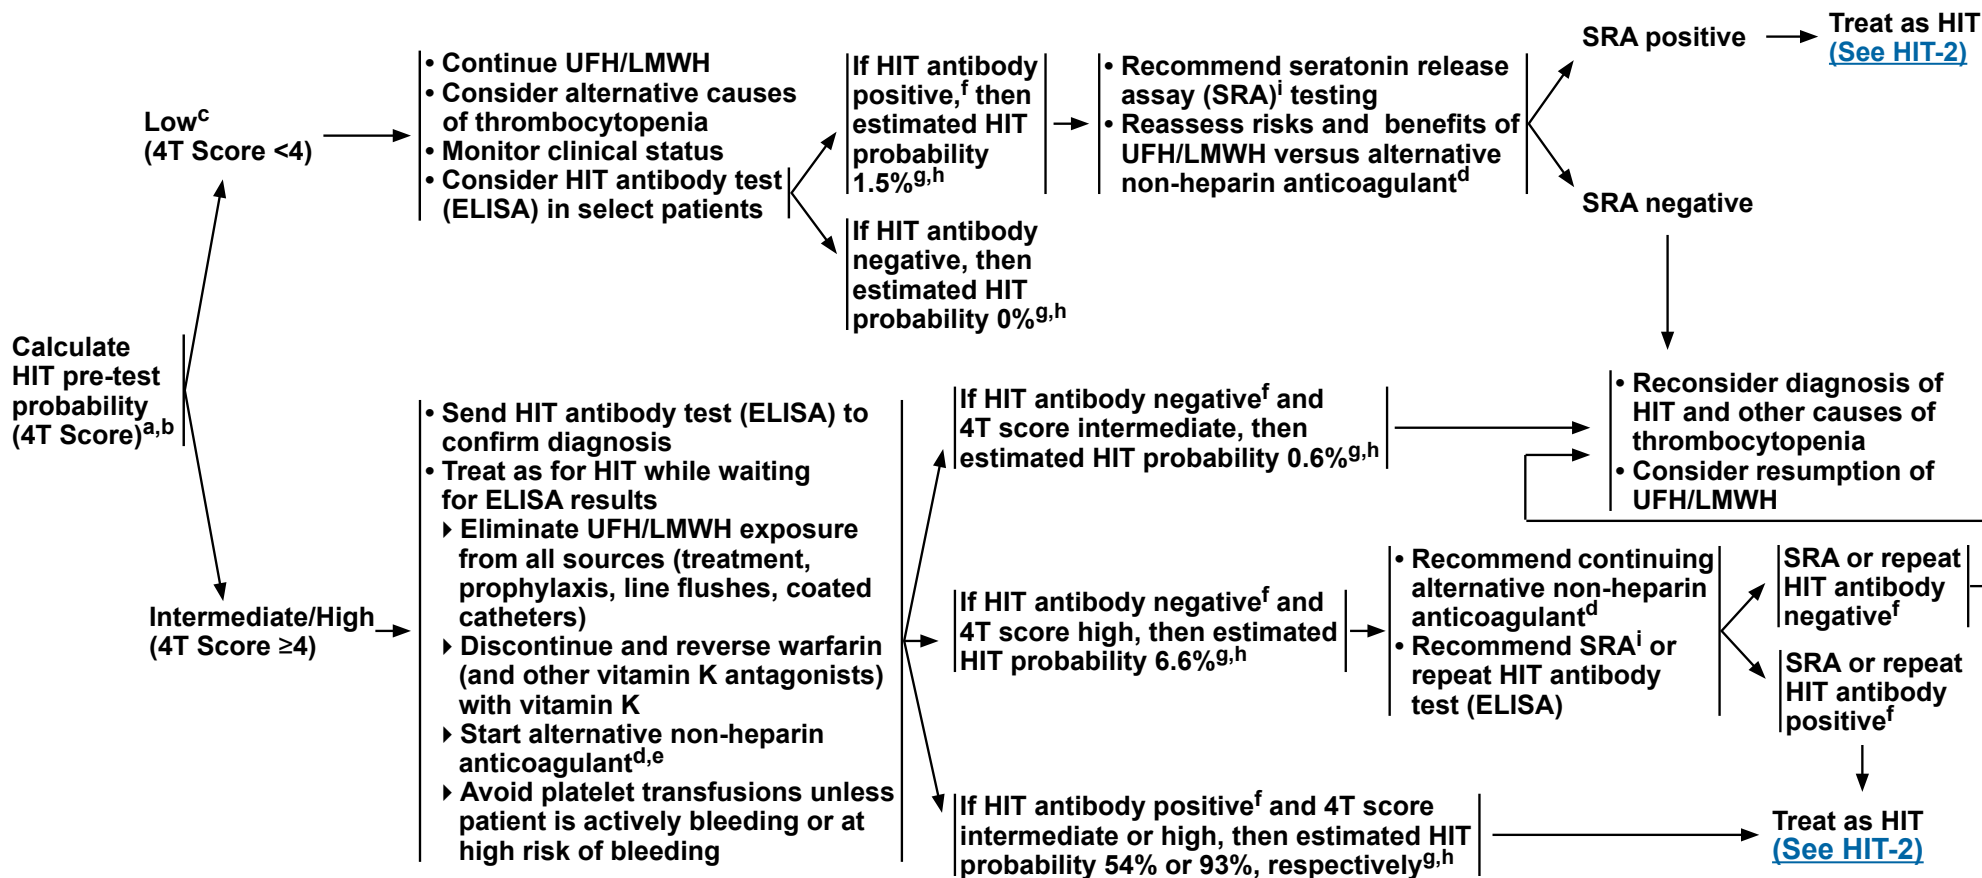 Calculate
HIT pre-test
probability
(4T Score)a,b
Lowc
(4T Score <4)
• Continue UFH/LMWH
• Consider alternative causes
of thrombocytopenia
• Monitor clinical status
• Consider HIT antibody test
(ELISA) in select patients
If HIT antibody
positive,f then
estimated HIT
probability
1.5%g,h
If HIT antibody
negative, then
estimated HIT
probability 0%g,h
• Recommend seratonin release
assay (SRA)i testing
• Reassess risks and benefits of
UFH/LMWH versus alternative
non-heparin anticoagulantd
SRA positive
Treat as HIT
(See HIT-2)
SRA negative
Intermediate/High
(4T Score ≥4)
• Send HIT antibody test (ELISA) to
confirm diagnosis
• Treat as for HIT while waiting
for ELISA results
▸ Eliminate UFH/LMWH exposure
from all sources (treatment,
prophylaxis, line flushes, coated
catheters)
▸ Discontinue and reverse warfarin
(and other vitamin K antagonists)
with vitamin K
▸ Start alternative non-heparin
anticoagulantd,e
▸ Avoid platelet transfusions unless
patient is actively bleeding or at
high risk of bleeding
If HIT antibody negativef and
4T score intermediate, then
estimated HIT probability 0.6%g,h
• Reconsider diagnosis of
HIT and other causes of
thrombocytopenia
• Consider resumption of
UFH/LMWH
If HIT antibody negativef and
4T score high, then estimated
HIT probability 6.6%g,h
• Recommend continuing
alternative non-heparin
anticoagulantd
• Recommend SRAi or
repeat HIT antibody
test (ELISA)
SRA or repeat
HIT antibody
negativef
SRA or repeat
HIT antibody
positivef
If HIT antibody positivef and 4T score
intermediate or high, then estimated HIT
probability 54% or 93%, respectivelyg,h
Treat as HIT
(See HIT-2)